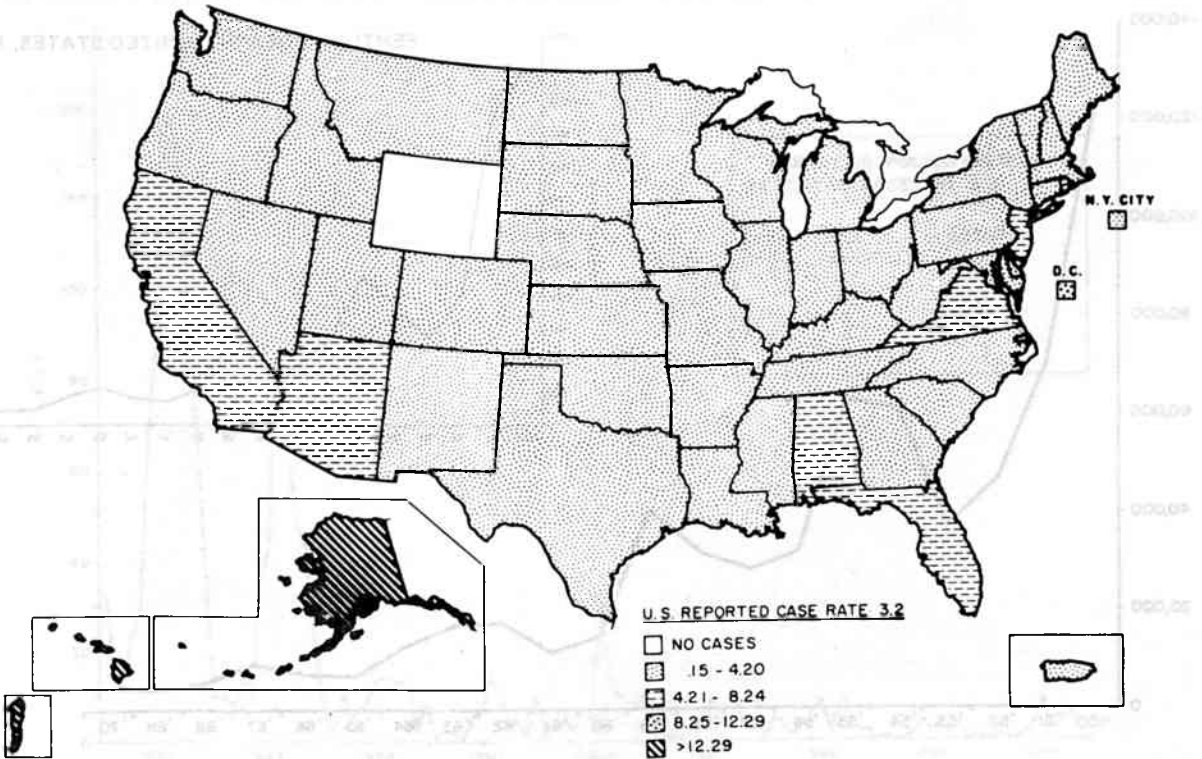 N.Y. CITY
D.C.
U.S. REPORTED CASE RATE 3.2
NO CASES
.15 - 4.20
4.21 - 8.24
8.25-12.29
>12.29